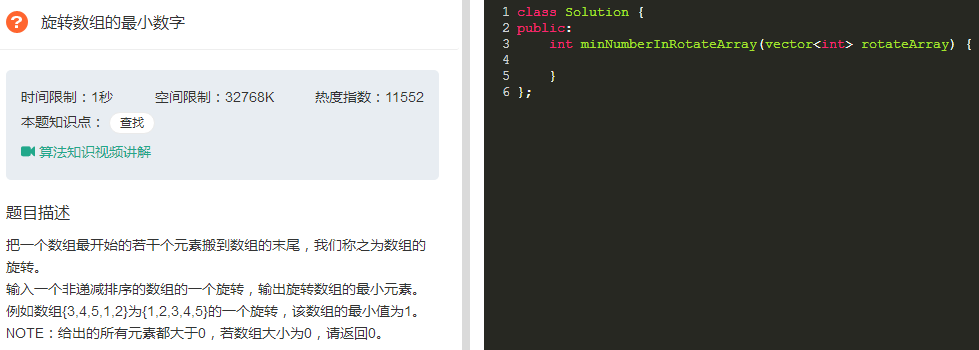 旋转数组的最小数字
时间限制：1秒 空间限制：32768K 热度指数：11552
本题知识点： 查找
算法知识视频讲解
题目描述
把一个数组最开始的若干个元素搬到数组的末尾，我们称之为数组的
旋转。
输入一个非递减排序的数组的一个旋转，输出旋转数组的最小元素。
例如数组{3,4,5,1,2}为{1,2,3,4,5}的一个旋转，该数组的最小值为1。
NOTE：给出的所有元素都大于0，若数组大小为0，请返回0。
1 class Solution {
2 public:
3 int minNumberInRotateArray(vector<int> rotateArray) {
4
5 }
6 };